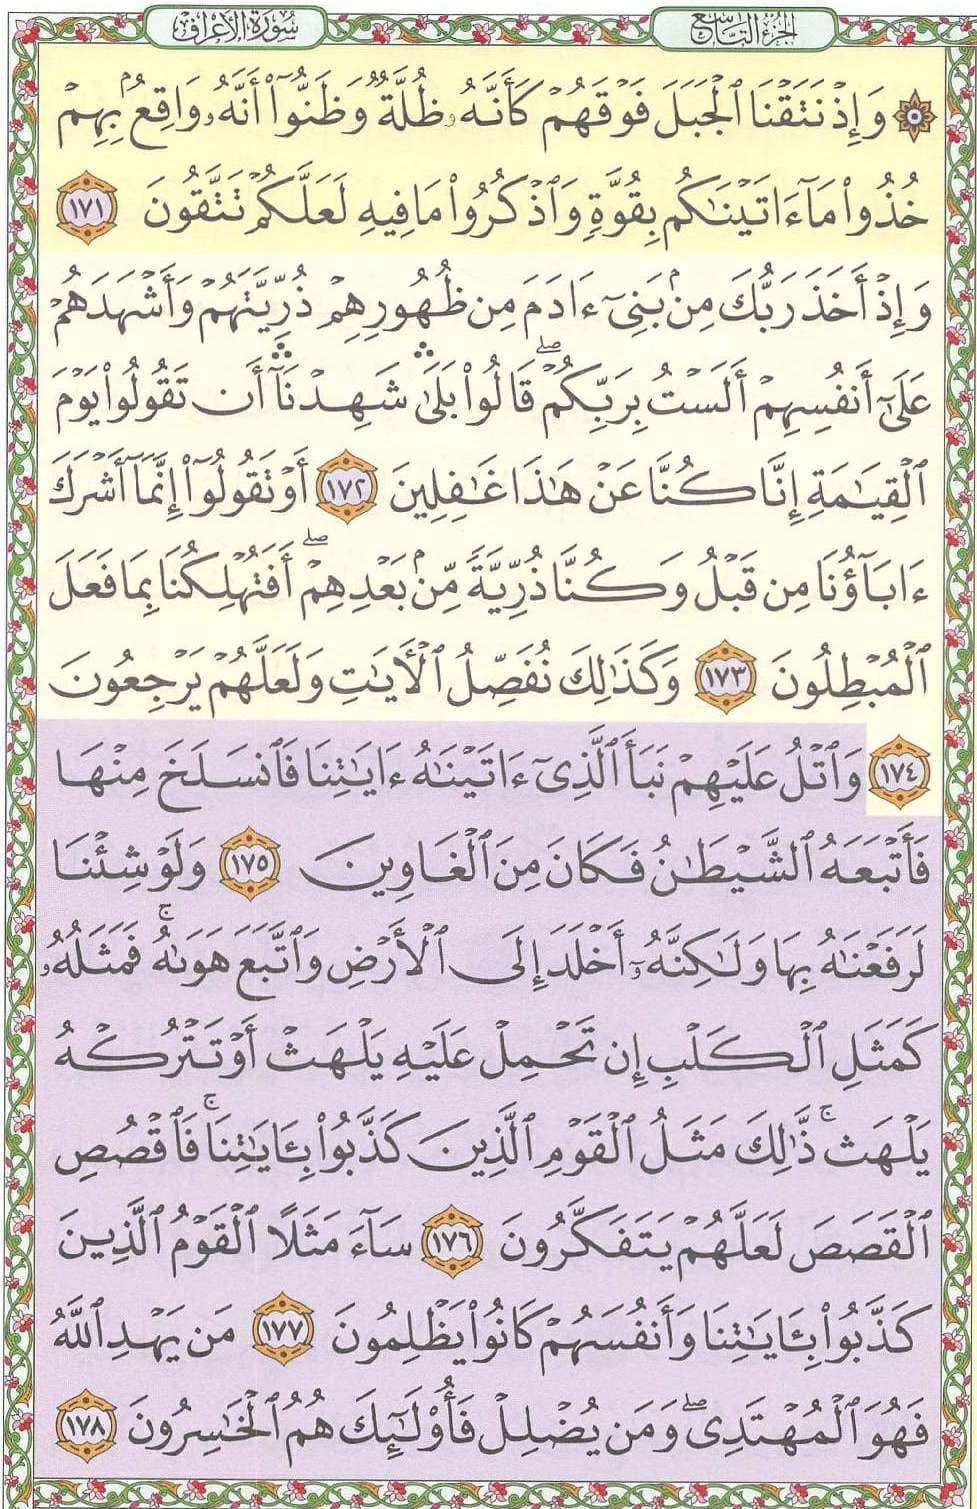 الجزء التاسع
سورة الأعراف
۞ وَإِذْ نَتَقْنَا ٱلْجَبَلَ فَوْقَهُمْ كَأَنَّهُۥ ظُلَّةٌ وَظَنُّوٓا۟ أَنَّهُۥ وَاقِعٌۢ بِهِمْ
خُذُوا۟ مَآ ءَاتَيْنَٰكُم بِقُوَّةٍ وَٱذْكُرُوا۟ مَا فِيهِ لَعَلَّكُمْ تَتَّقُونَ ١٧١
وَإِذْ أَخَذَ رَبُّكَ مِنۢ بَنِىٓ ءَادَمَ مِن ظُهُورِهِمْ ذُرِّيَّتَهُمْ وَأَشْهَدَهُمْ
عَلَىٰٓ أَنفُسِهِمْ أَلَسْتُ بِرَبِّكُمْ ۖ قَالُوا۟ بَلَىٰ ۛ شَهِدْنَآ ۛ أَن تَقُولُوا۟ يَوْمَ
ٱلْقِيَٰمَةِ إِنَّا كُنَّا عَنْ هَٰذَا غَٰفِلِينَ ١٧٢ أَوْ تَقُولُوٓا۟ إِنَّمَآ أَشْرَكَ
ءَابَآؤُنَا مِن قَبْلُ وَكُنَّا ذُرِّيَّةً مِّنۢ بَعْدِهِمْ ۖ أَفَتُهْلِكُنَا بِمَا فَعَلَ
ٱلْمُبْطِلُونَ ١٧٣ وَكَذَٰلِكَ نُفَصِّلُ ٱلْءَايَٰتِ وَلَعَلَّهُمْ يَرْجِعُونَ
١٧٤ وَٱتْلُ عَلَيْهِمْ نَبَأَ ٱلَّذِىٓ ءَاتَيْنَٰهُ ءَايَٰتِنَا فَٱنسَلَخَ مِنْهَا
فَأَتْبَعَهُ ٱلشَّيْطَٰنُ فَكَانَ مِنَ ٱلْغَاوِينَ ١٧٥ وَلَوْ شِئْنَا
لَرَفَعْنَٰهُ بِهَا وَلَٰكِنَّهُۥٓ أَخْلَدَ إِلَى ٱلْأَرْضِ وَٱتَّبَعَ هَوَىٰهُ ۚ فَمَثَلُهُۥ
كَمَثَلِ ٱلْكَلْبِ إِن تَحْمِلْ عَلَيْهِ يَلْهَثْ أَوْ تَتْرُكْهُ
يَلْهَث ۚ ذَّٰلِكَ مَثَلُ ٱلْقَوْمِ ٱلَّذِينَ كَذَّبُوا۟ بِـَٔايَٰتِنَا ۚ فَٱقْصُصِ
ٱلْقَصَصَ لَعَلَّهُمْ يَتَفَكَّرُونَ ١٧٦ سَآءَ مَثَلًا ٱلْقَوْمُ ٱلَّذِينَ
كَذَّبُوا۟ بِـَٔايَٰتِنَا وَأَنفُسَهُمْ كَانُوا۟ يَظْلِمُونَ ١٧٧ مَن يَهْدِ ٱللَّهُ
فَهُوَ ٱلْمُهْتَدِى ۖ وَمَن يُضْلِلْ فَأُو۟لَٰٓئِكَ هُمُ ٱلْخَٰسِرُونَ ١٧٨